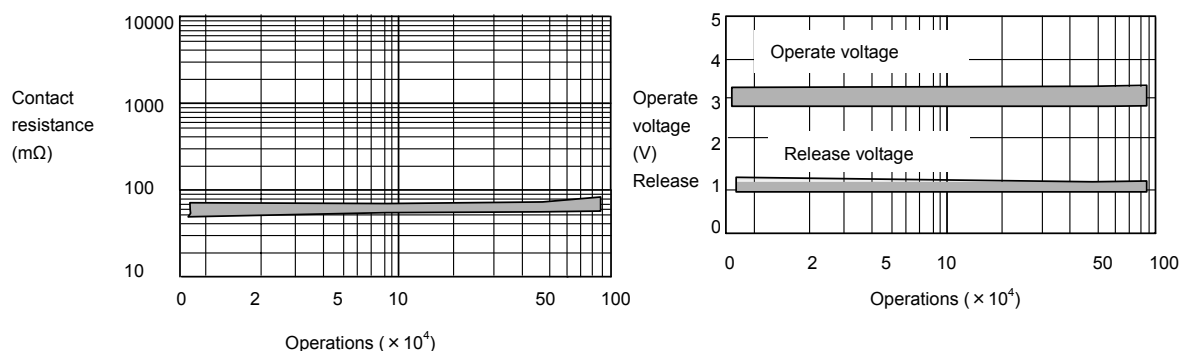 10000
1000
100
10
Contact
resistance
(mΩ)
0 2 5 10 50 100
Operations (×10⁴)
5
4
3
2
1
0
Operate
voltage
(V)
Release
Operate voltage
Release voltage
0 2 5 10 50 100
Operations (×10⁴)